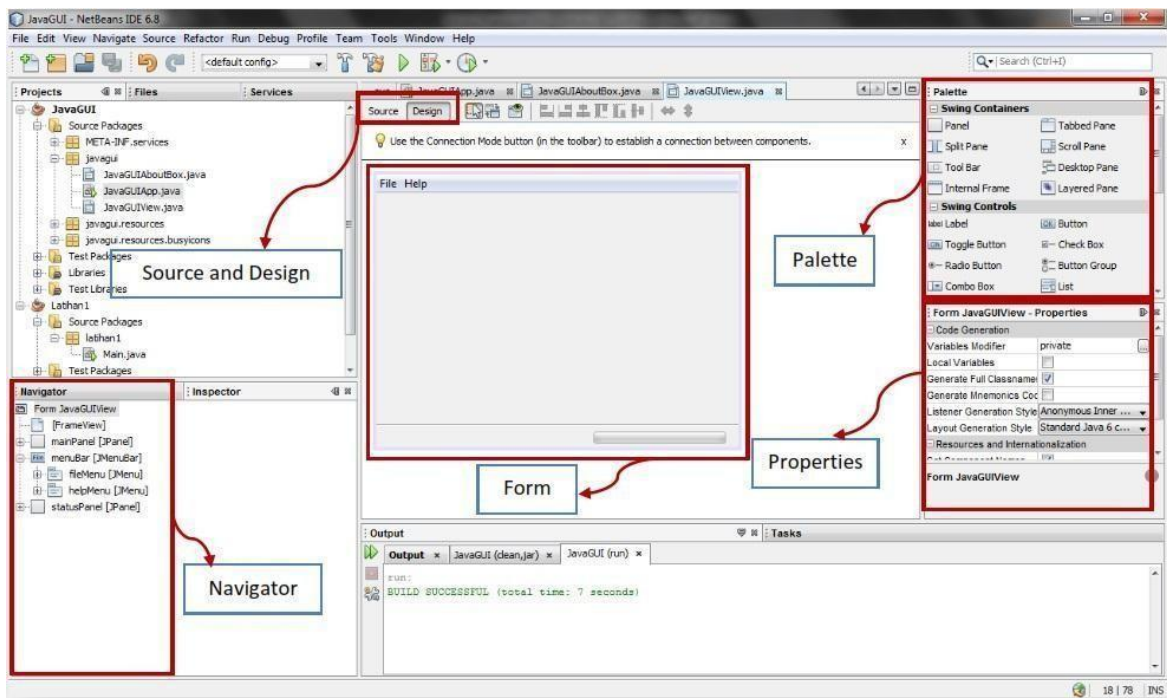 JavaGUI - NetBeans IDE 6.8
File Edit View Navigate Source Refactor Run Debug Profile Team Tools Window Help
<default config>
Search (Ctrl+I)
Projects
Files
Services
JavaGUI
Source Packages
META-INF.services
javagui
JavaGUIAboutBox.java
JavaGUIApp.java
JavaGUIView.java
javagui.resources
javagui.resources.busyicons
Test Packages
Libraries
Test Libraries
Lathan1
Source Packages
latihan1
Main.java
Test Packages
Source and Design
Navigator
Inspector
Form JavaGUIView
[FrameView]
mainPanel [JPanel]
menuBar [JMenuBar]
fileMenu [JMenu]
helpMenu [JMenu]
statusPanel [JPanel]
Navigator
JavaGUIAboutBox.java
JavaGUIView.java
Source Design
Use the Connection Mode button (in the toolbar) to establish a connection between components.
x
File Help
Form
Palette
Properties
Output
Tasks
Output x JavaGUI (clean,jar) x JavaGUI (run) x
run:
BUILD SUCCESSFUL (total time: 7 seconds)
Palette
Swing Containers
Panel Tabbed Pane
Split Pane Scroll Pane
Tool Bar Desktop Pane
Internal Frame Layered Pane
Swing Controls
label Label OK Button
Toggle Button Check Box
Radio Button Button Group
Combo Box List
Form JavaGUIView - Properties
Code Generation
Variables Modifier private
Local Variables
Generate Full Classname
Generate Mnemonics Coc
Listener Generation Style Anonymous Inner ...
Layout Generation Style Standard Java 6 c...
Resources and Internationalization
Form JavaGUIView
18 | 78 INS